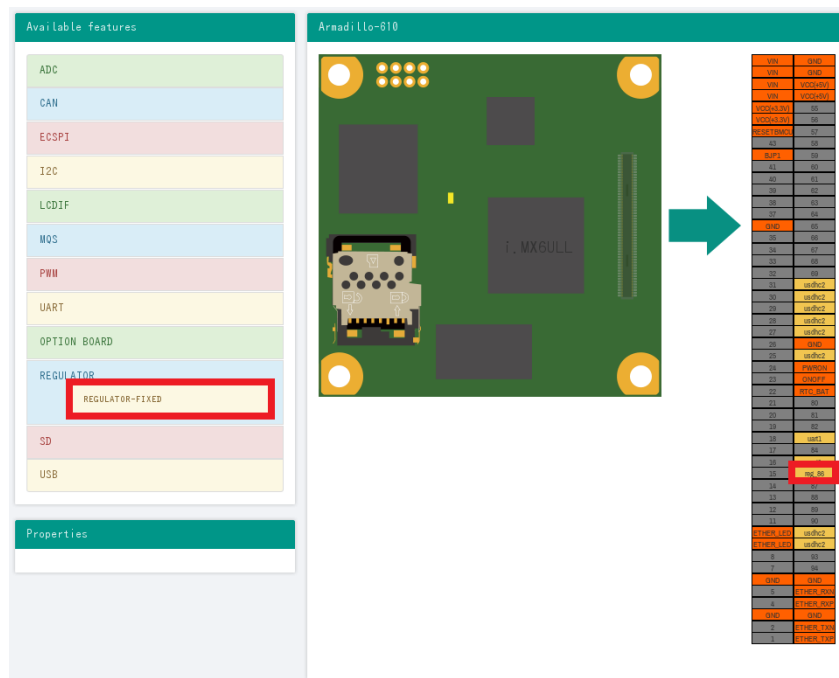 Available features
ADC
CAN
ECSPI
I2C
LCDIF
MQS
PWM
UART
OPTION BOARD
REGULATOR
REGULATOR-FIXED
SD
USB
Properties
Armadillo-610
i.MX6ULL
VIN GND
VIN GND
VIN VCC(+5V)
VIN VCC(+5V)
VCC(+3.3V) 55
VCC(+3.3V) 56
57
43 58
BJP1 59
41 60
40 61
39 62
38 63
37 64
GND 65
35 66
34 67
33 68
32 69
31 usdhc2
30 usdhc2
29 usdhc2
28 usdhc2
27 usdhc2
26 GND
25 usdhc2
24 PWRON
23 ONOFF
22 RTC_BAT
21 80
20 81
19 82
18 uart1
17 84
16
15
14 87
13 88
12 89
11 90
ETHER_LED usdhc2
ETHER_LED usdhc2
8 93
7 94
GND GND
5 ETHER_RXN
4 ETHER_RXP
GND GND
2 ETHER_TXN
1 ETHER_TXP